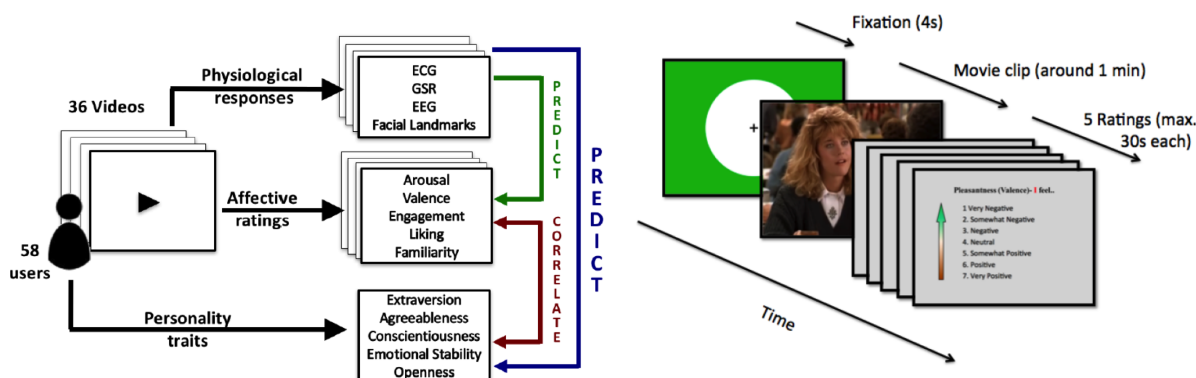 36 Videos
58
users
Physiological
responses
ECG
GSR
EEG
Facial Landmarks
Affective
ratings
Arousal
Valence
Engagement
Liking
Familiarity
Personality
traits
Extraversion
Agreeableness
Conscientiousness
Emotional Stability
Openness
PREDICT
CORRELATE
PREDICT
Fixation (4s)
Movie clip (around 1 min)
5 Ratings (max.
30s each)
+
Pleasantness (Valence)- I feel..
1 Very Negative
2. Somewhat Negative
3. Negative
4. Neutral
5. Somewhat Positive
6. Positive
7. Very Positive
Time